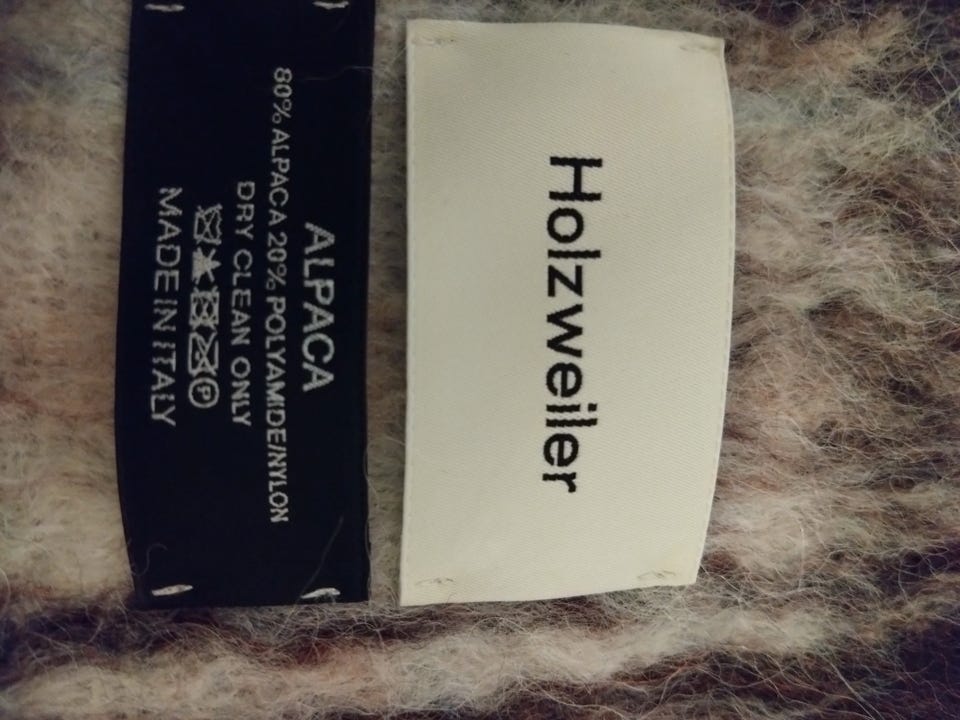 Holzweiler
ALPACA
80% ALPACA 20% POLYAMIDE/NYLON
DRY CLEAN ONLY
P
MADE IN ITALY